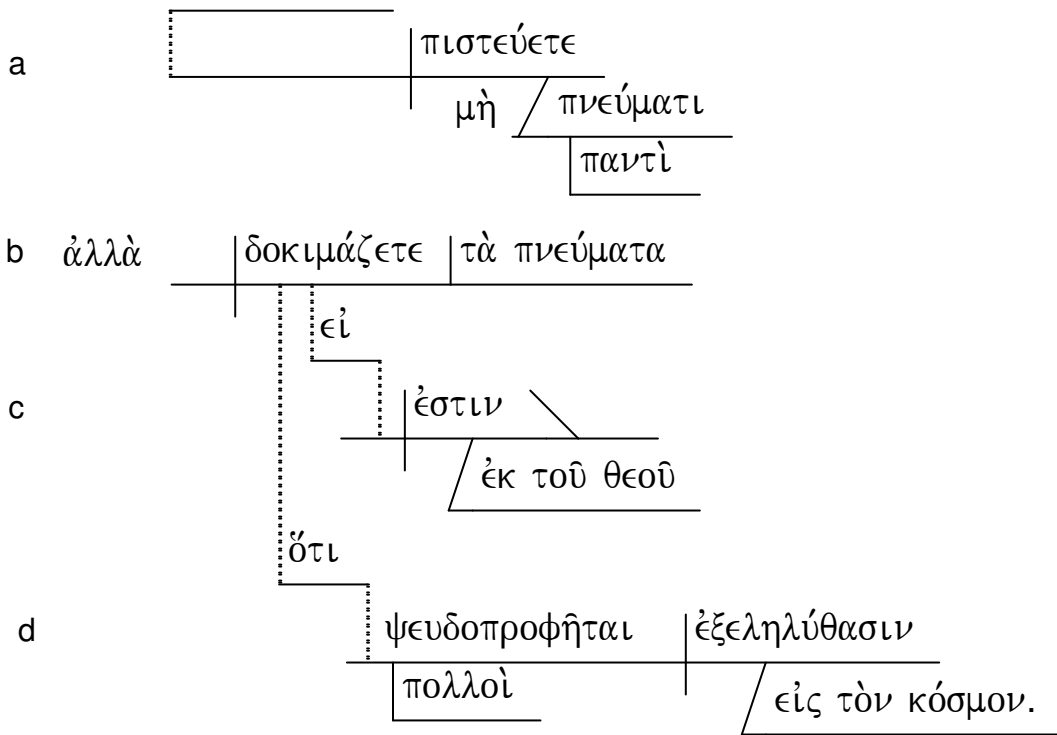 a πιστεύετε
μὴ πνεύματι
παντὶ
b ἀλλὰ δοκιμάζετε τὰ πνεύματα
εἰ
c ἐστιν
ἐκ τοῦ θεοῦ
ὅτι
d ψευδοπροφῆται ἐξεληλύθασιν
πολλοὶ εἰς τὸν κόσμον.